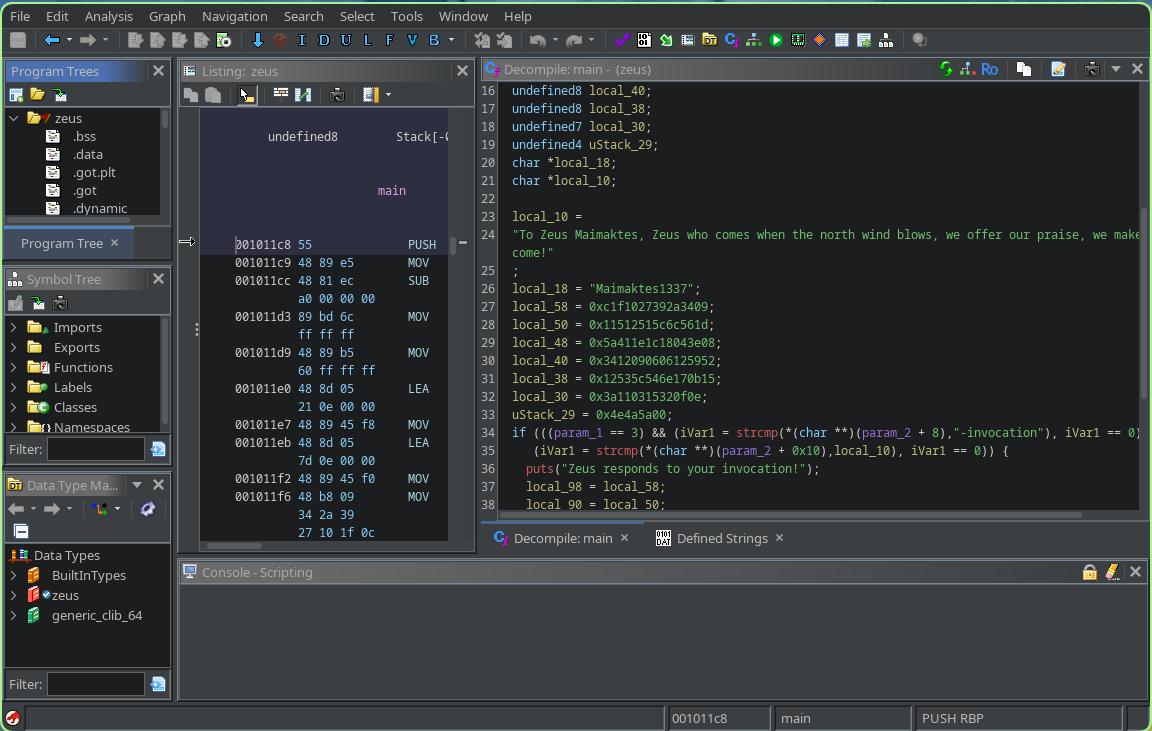 File Edit Analysis Graph Navigation Search Select Tools Window Help
I D U L F V B
Program Trees
zeus
.bss
.data
.got.plt
.got
.dynamic
Program Tree ×
Symbol Tree
Imports
Exports
Functions
Labels
Classes
Namespaces
Filter:
Data Type Ma...
Data Types
BuiltInTypes
zeus
generic_clib_64
Filter:
Listing: zeus
undefined8 Stack[-0
main
001011c8 55 PUSH
001011c9 48 89 e5 MOV
001011cc 48 81 ec SUB
a0 00 00 00
001011d3 89 bd 6c MOV
ff ff ff
001011d9 48 89 b5 MOV
60 ff ff ff
001011e0 48 8d 05 LEA
21 0e 00 00
001011e7 48 89 45 f8 MOV
001011eb 48 8d 05 LEA
7d 0e 00 00
001011f2 48 89 45 f0 MOV
001011f6 48 b8 09 MOV
34 2a 39
27 10 1f 0c
Decompile: main - (zeus)
Ro
16 undefined8 local_40;
17 undefined8 local_38;
18 undefined7 local_30;
19 undefined4 uStack_29;
20 char *local_18;
21 char *local_10;
22
23 local_10 =
24 "To Zeus Maimaktes, Zeus who comes when the north wind blows, we offer our praise, we make
come!"
25 ;
26 local_18 = "Maimaktes1337";
27 local_58 = 0xc1f1027392a3409;
28 local_50 = 0x11512515c6c561d;
29 local_48 = 0x5a411e1c18043e08;
30 local_40 = 0x3412090606125952;
31 local_38 = 0x12535c546e170b15;
32 local_30 = 0x3a110315320f0e;
33 uStack_29 = 0x4e4a5a00;
34 if (((param_1 == 3) && (iVar1 = strcmp(*(char **)(param_2 + 8),"-invocation"), iVar1 == 0)
35 (iVar1 = strcmp(*(char **)(param_2 + 0x10),local_10), iVar1 == 0)) {
36 puts("Zeus responds to your invocation!");
37 local_98 = local_58;
38 local_90 = local_50;
Decompile: main × Defined Strings ×
Console - Scripting
001011c8 main PUSH RBP